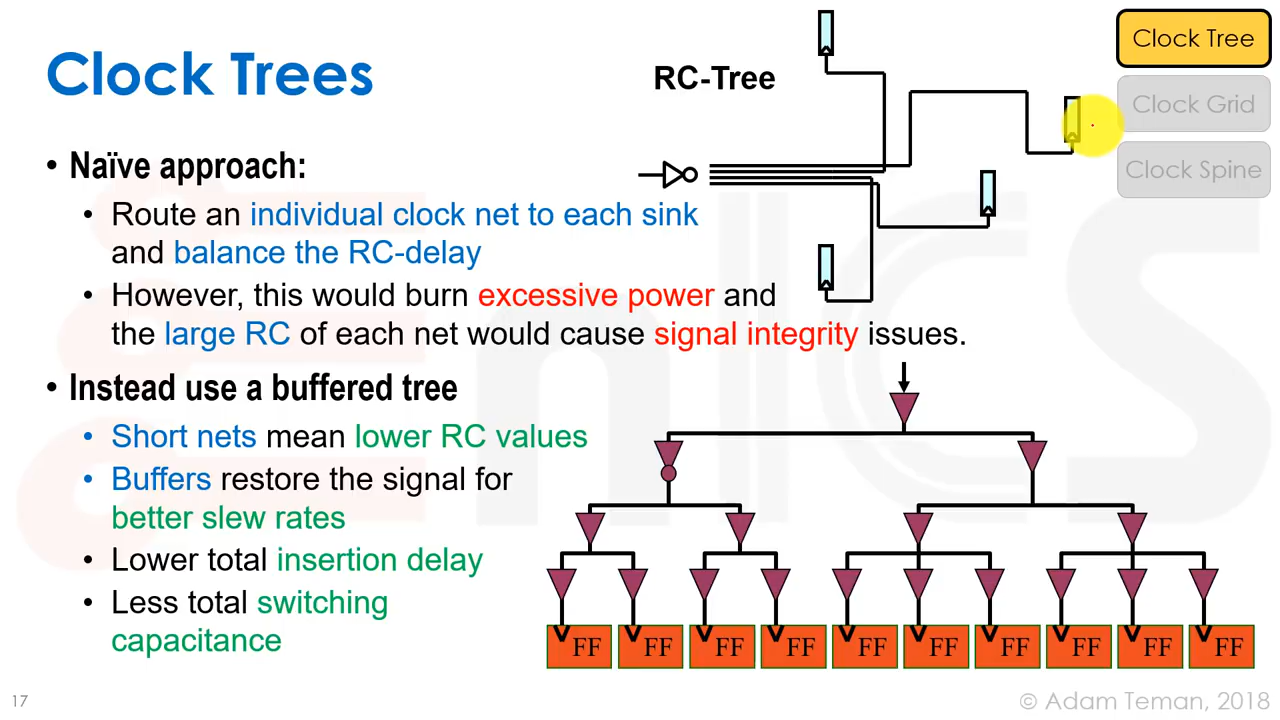 Clock Trees
RC-Tree
Clock Tree
Clock Grid
Clock Spine
• Naïve approach:
• Route an individual clock net to each sink
and balance the RC-delay
• However, this would burn excessive power and
the large RC of each net would cause signal integrity issues.
• Instead use a buffered tree
• Short nets mean lower RC values
• Buffers restore the signal for
better slew rates
• Lower total insertion delay
• Less total switching
capacitance
FF FF FF FF FF FF FF FF FF FF
17
© Adam Teman, 2018
enICS